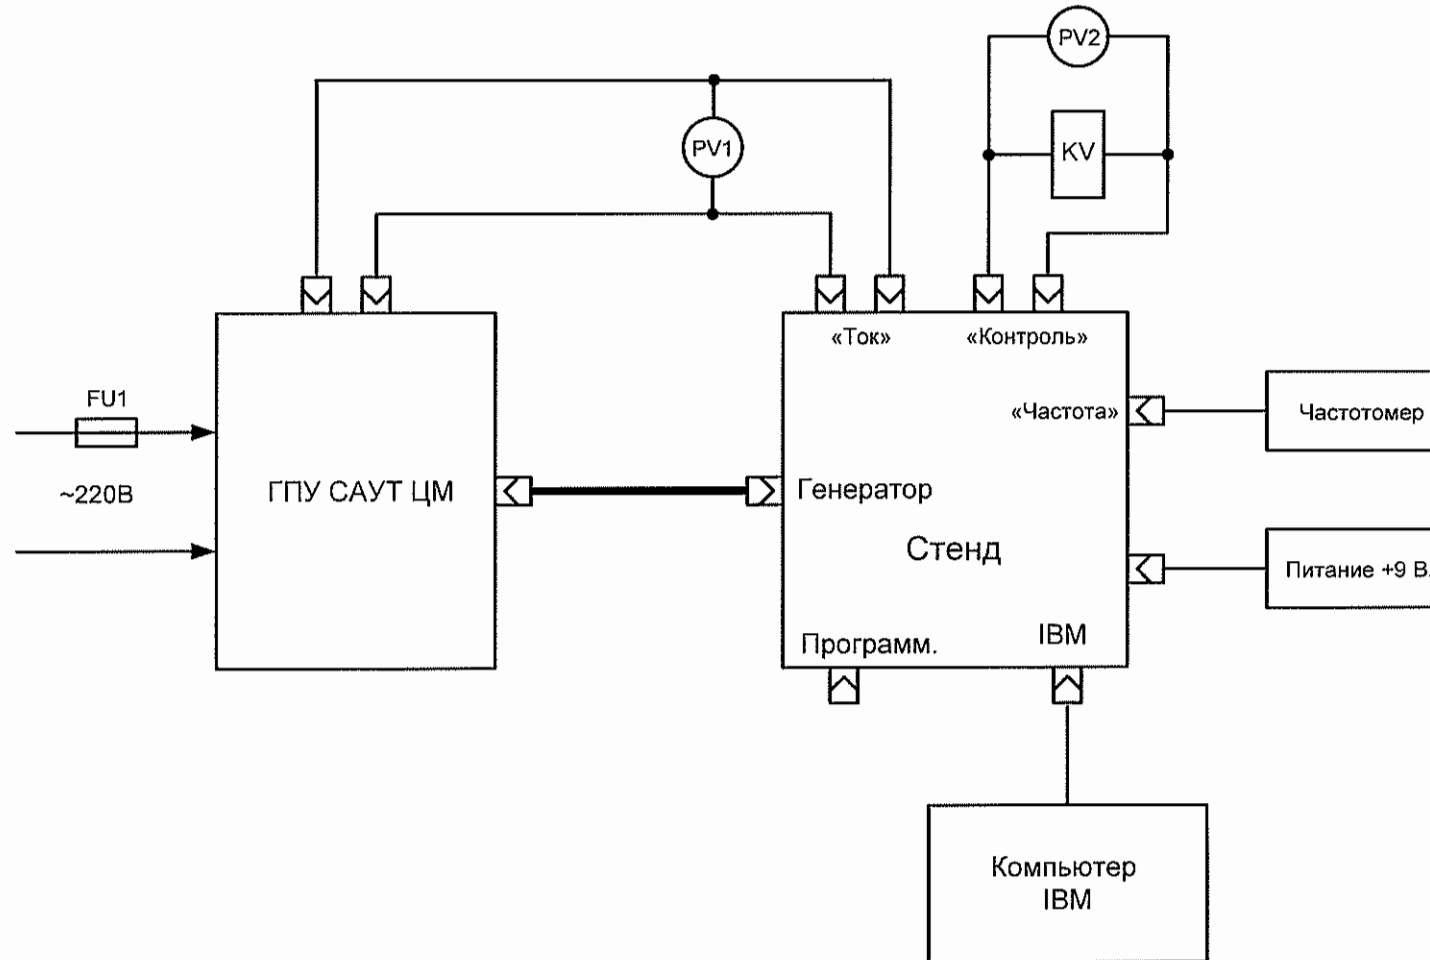 PV2
PV1
KV
«Ток»
«Контроль»
FU1
«Частота»
Частотомер
~220В
ГПУ САУТ ЦМ
Генератор
Стенд
Питание +9 В.
Программ.
IBM
Компьютер
IBM